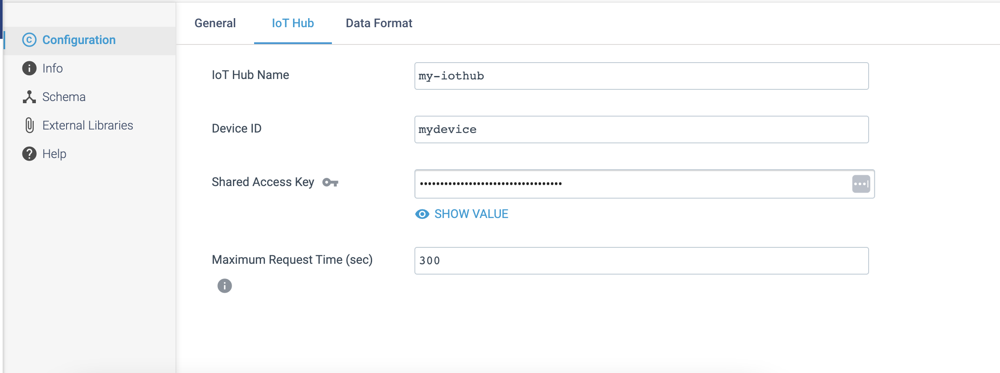 General
IoT Hub
Data Format
Configuration
Info
Schema
External Libraries
Help
IoT Hub Name
my-iothub
Device ID
mydevice
Shared Access Key
•••••••••••••••••••••••••••••••••••
SHOW VALUE
Maximum Request Time (sec)
300